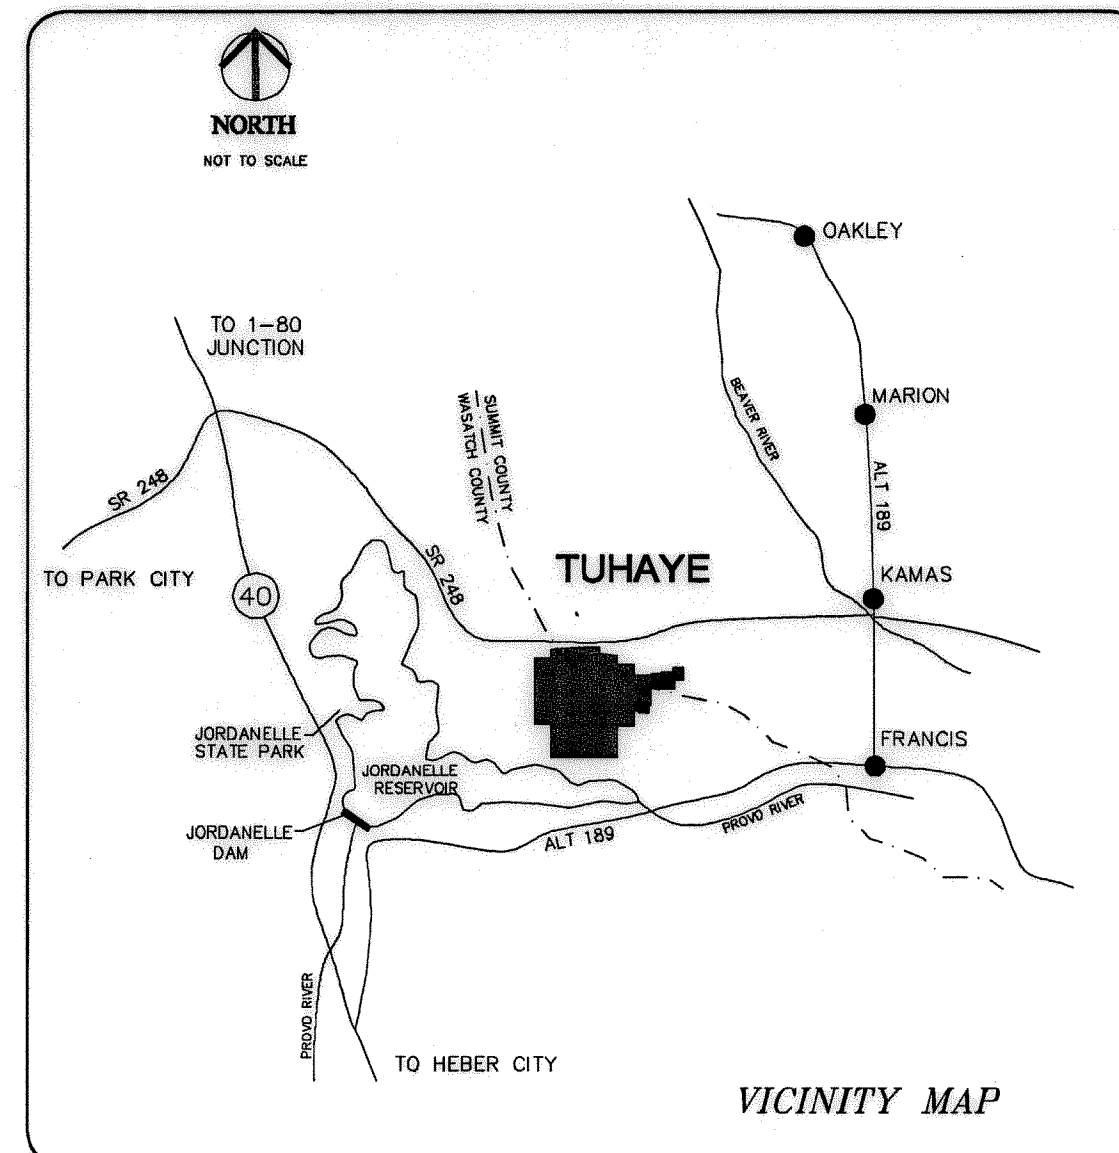 NORTH
NOT TO SCALE
OAKLEY
TO 1-80
JUNCTION
MARION
BEAVER RIVER
SUMMIT COUNTY
WASATCH COUNTY
ALT 189
SR 248
SR 248
TUHAYE
KAMAS
TO PARK CITY
40
JORDANELLE
STATE PARK
FRANCIS
JORDANELLE
RESERVOIR
JORDANELLE
DAM
ALT 189
PROVO RIVER
PROVO RIVER
TO HEBER CITY
VICINITY MAP